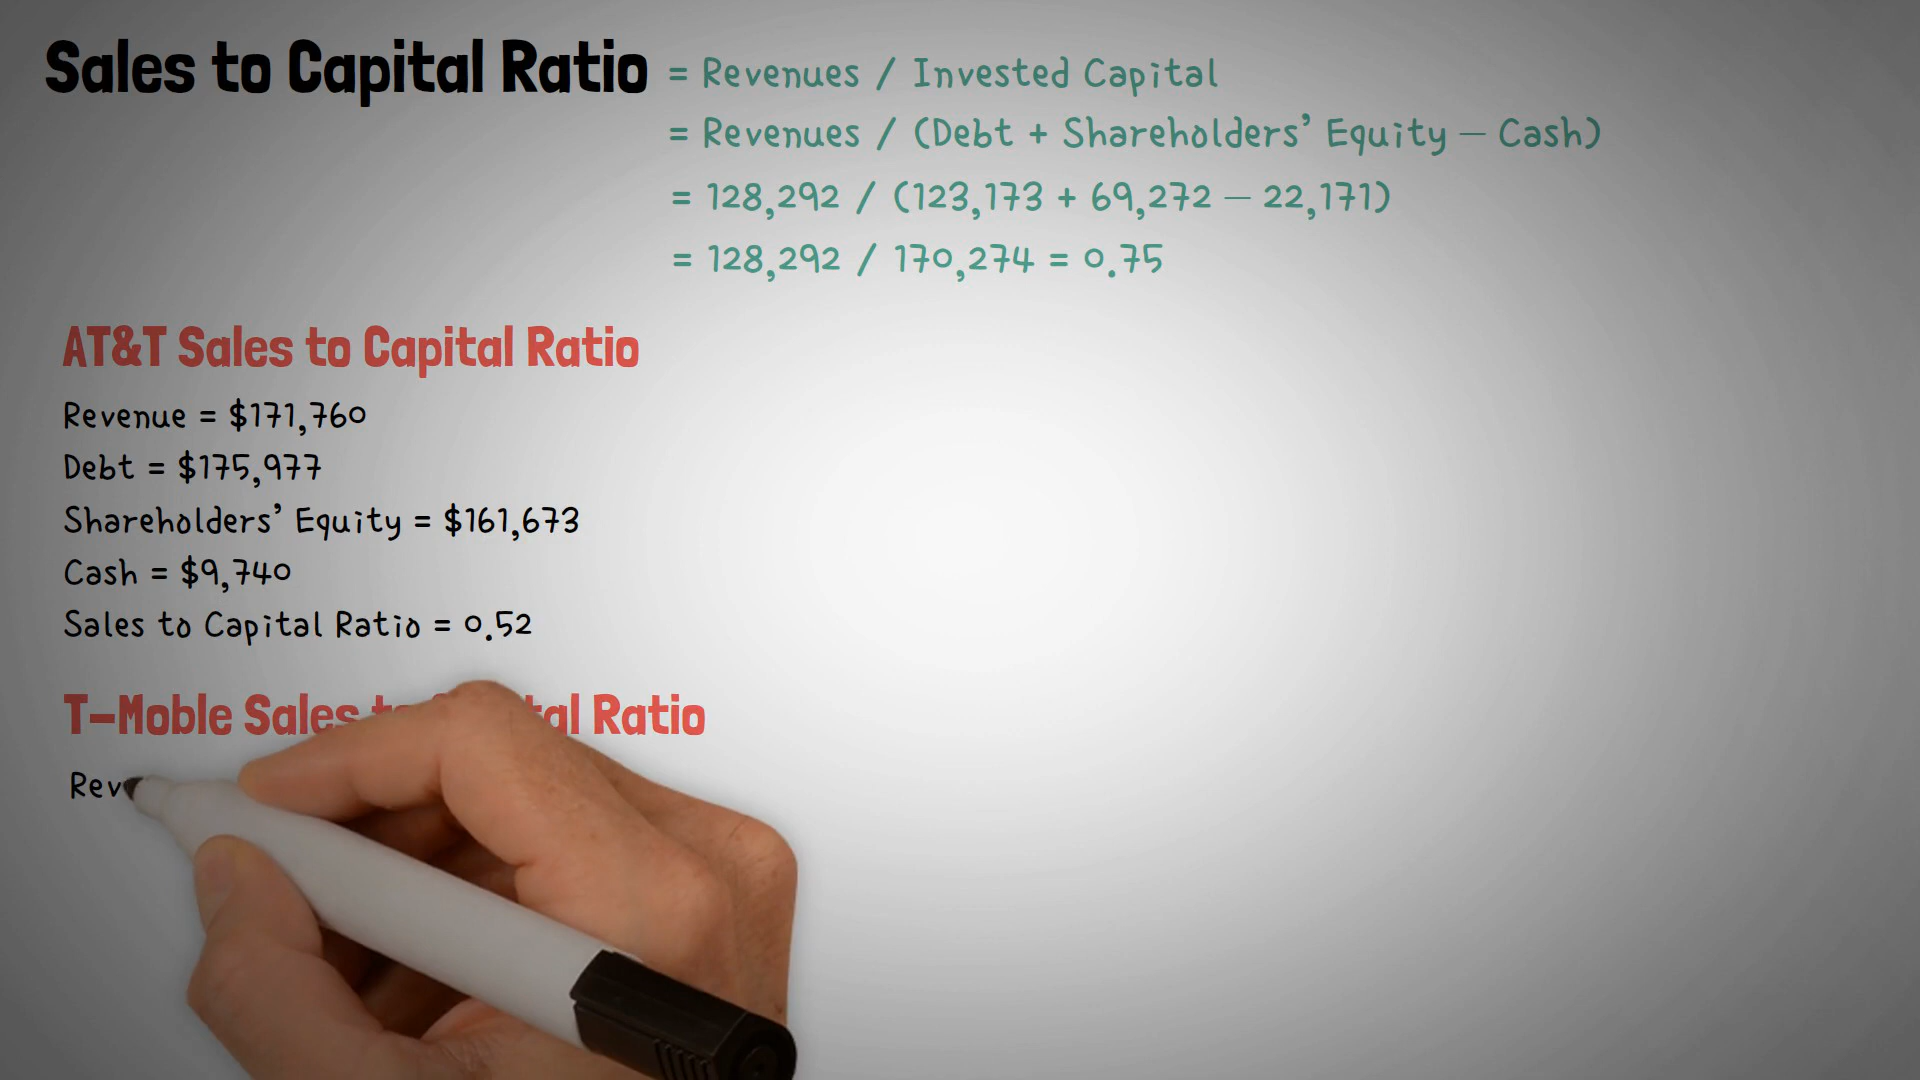 Sales to Capital Ratio = Revenues / Invested Capital
= Revenues / (Debt + Shareholders' Equity – Cash)
= 128,292 / (123,173 + 69,272 – 22,171)
= 128,292 / 170,274 = 0.75
AT&T Sales to Capital Ratio
Revenue = $171,760
Debt = $175,977
Shareholders' Equity = $161,673
Cash = $9,740
Sales to Capital Ratio = 0.52
T-Moble Sales Ratio
Rev